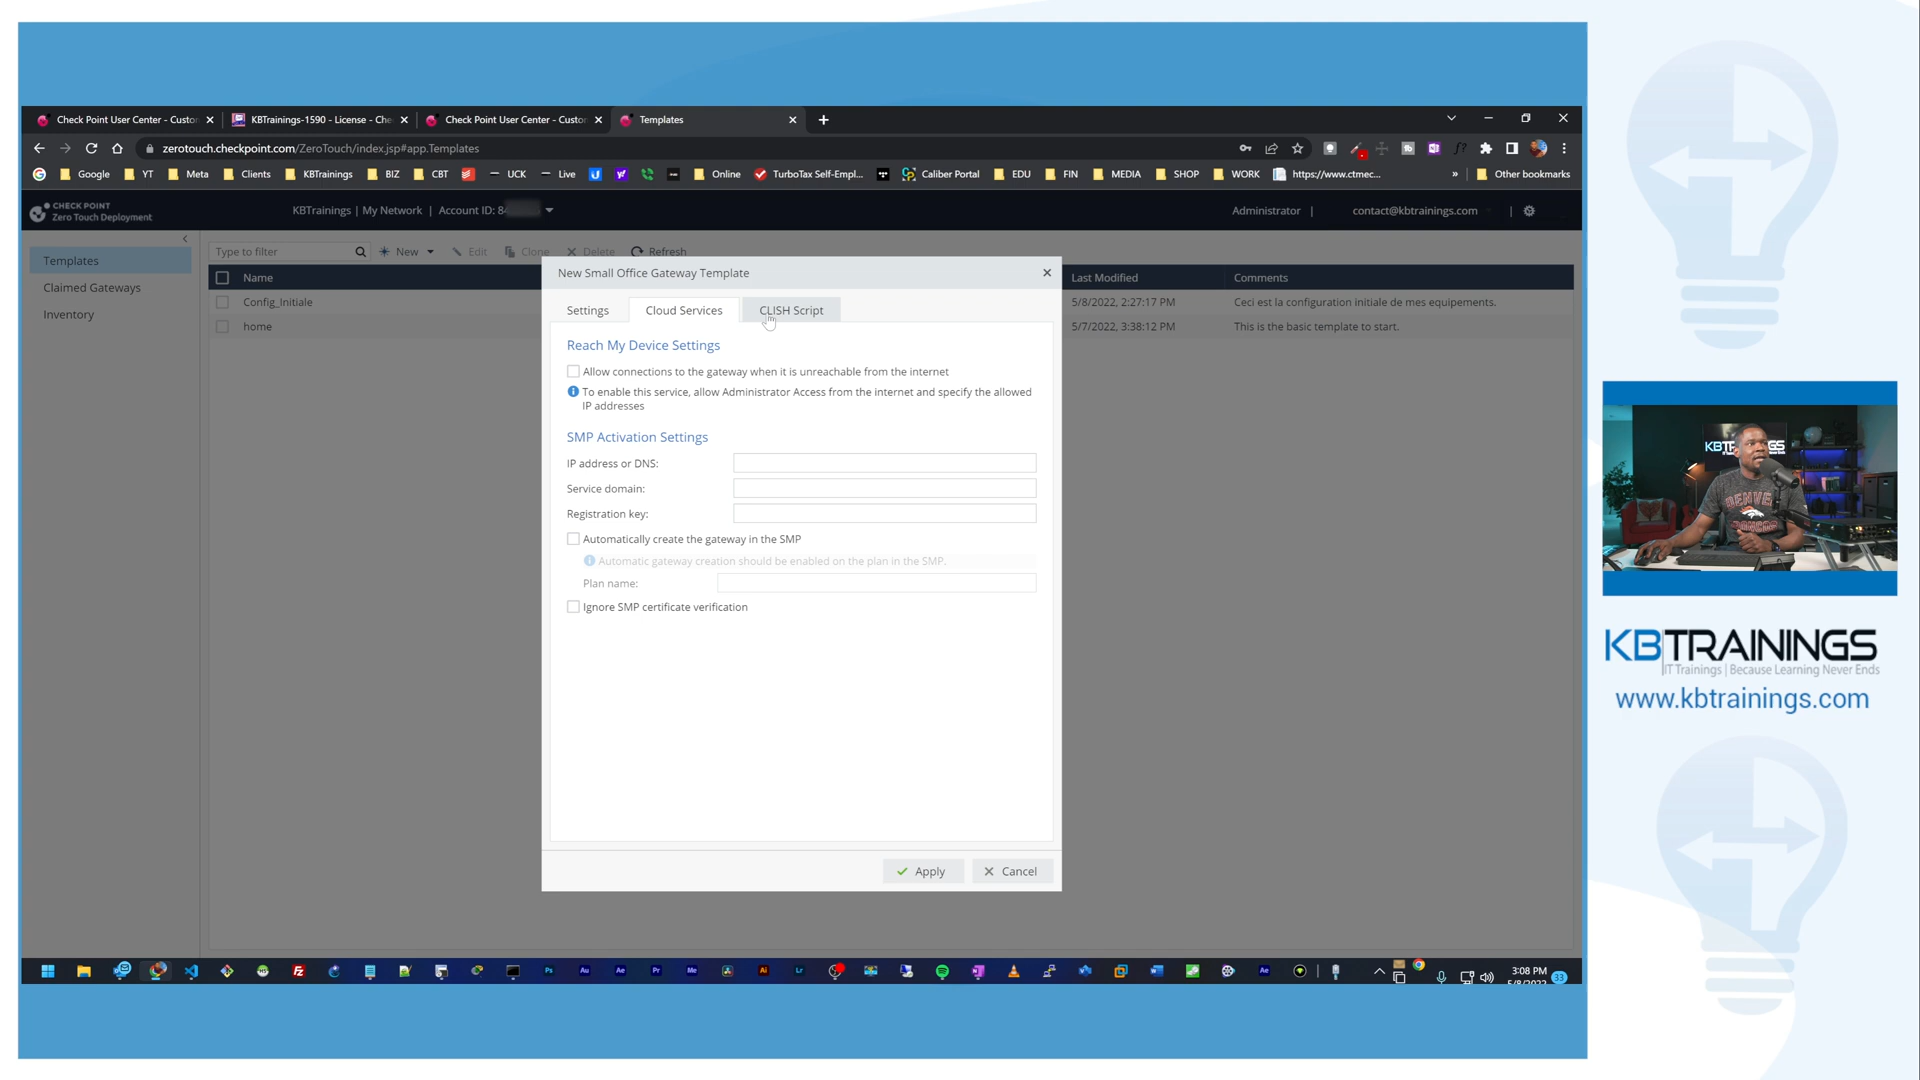 Check Point User Center - Custor
KBTrainings-1590 - License - Che
Check Point User Center - Custor
Templates
zerotouch.checkpoint.com/ZeroTouch/index.jsp#app.Templates
Google YT Meta Clients KBTrainings BIZ CBT UCK Live Online TurboTax Self-Empl... Caliber Portal EDU FIN MEDIA SHOP WORK https://www.ctmec... » Other bookmarks
CHECK POINT
Zero Touch Deployment
KBTrainings | My Network | Account ID: 84
Administrator | contact@kbtrainings.com |
Templates
Claimed Gateways
Inventory
Type to filter New Edit Clone Delete Refresh
Name Last Modified Comments
Config_Initiale 5/8/2022, 2:27:17 PM Ceci est la configuration initiale de mes equipements.
home 5/7/2022, 3:38:12 PM This is the basic template to start.
New Small Office Gateway Template
Settings Cloud Services CLISH Script
Reach My Device Settings
Allow connections to the gateway when it is unreachable from the internet
To enable this service, allow Administrator Access from the internet and specify the allowed
IP addresses
SMP Activation Settings
IP address or DNS:
Service domain:
Registration key:
Automatically create the gateway in the SMP
Automatic gateway creation should be enabled on the plan in the SMP.
Plan name:
Ignore SMP certificate verification
Apply Cancel
3:08 PM
5/8/2022
33
DENVER
BRONCOS
KBTRAININGS
IT Trainings | Because Learning Never Ends
www.kbtrainings.com